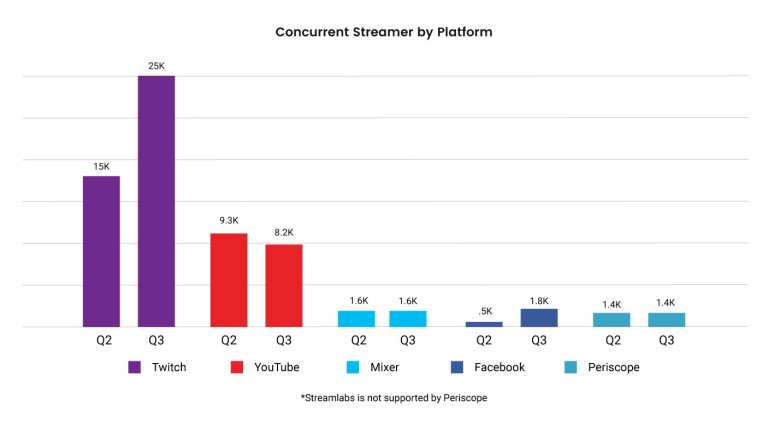 Concurrent Streamer by Platform
25K
15K
9.3K
8.2K
1.6K 1.6K .5K 1.8K 1.4K 1.4K
Q2 Q3 Q2 Q3 Q2 Q3 Q2 Q3 Q2 Q3
Twitch YouTube Mixer Facebook Periscope
*Streamlabs is not supported by Periscope